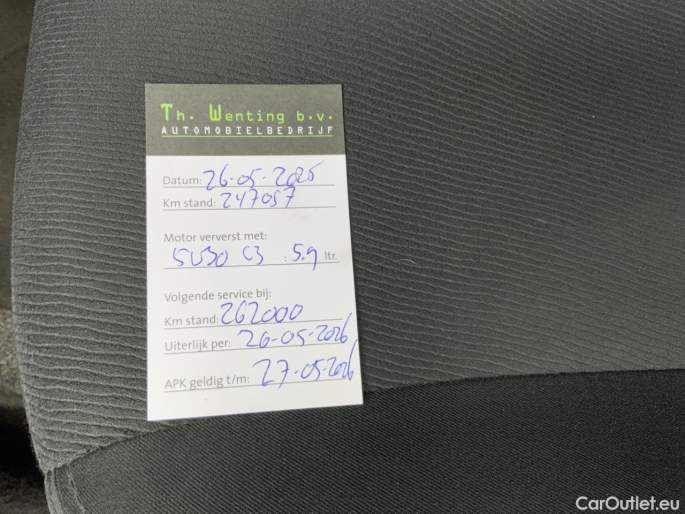 Th. Wenting b.v.
AUTOMOBIELBEDRIJF
Datum: 26-05-2025
Km stand: 247057
Motor ververst met:
5W30 C3 : 5.9 ltr.
Volgende service bij:
Km stand: 262000
Uiterlijk per: 26-05-2026
APK geldig t/m: 27-05-2026
CarOutlet.eu